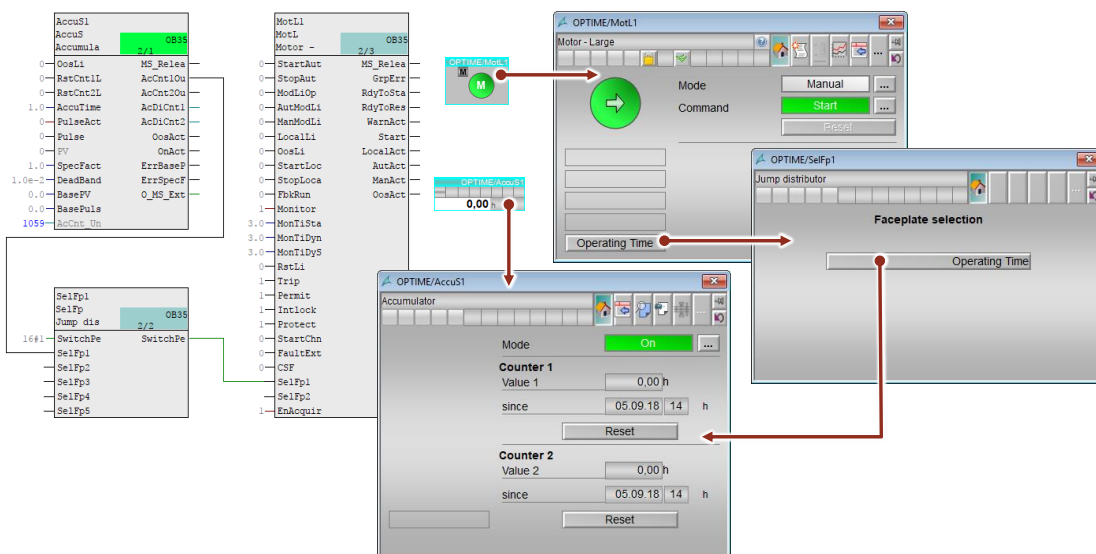 AccuS1
AccuS
Accumula
OB35
2/1
0 OosLi MS_Relea
0 RstCnt1L AcCnt1Ou
0 RstCnt2L AcCnt2Ou
1.0 AccuTime AcDiCnt1
0 PulseAct AcDiCnt2
0 Pulse OosAct
0 PV OnAct
1.0 SpecFact ErrBaseP
1.0e-2 DeadBand ErrSpecF
0.0 BasePV O_MS_Ext
0.0 BasePuls
1059 AcCnt_Un
SelFp1
SelFp
Jump dis
OB35
2/2
16#1 SwitchPe SwitchPe
SelFp1
SelFp2
SelFp3
SelFp4
SelFp5
MotL1
MotL
Motor -
OB35
2/3
0 StartAut MS_Relea
0 StopAut GrpErr
0 ModLiOp RdyToSta
0 AutModLi RdyToRes
0 ManModLi WarnAct
0 LocalLi Start
0 OosLi LocalAct
0 StartLoc AutAct
0 StopLoca ManAct
0 FbkRun OosAct
1 Monitor
3.0 MonTiSta
3.0 MonTiDyn
3.0 MonTiDyS
0 RstLi
1 Trip
1 Permit
1 Intlock
1 Protect
0 StartChn
0 FaultExt
0 CSF
SelFp1
SelFp2
1 EnAcquir
OPTIME/MotL1
M
M
OPTIME/AccuS1
0,00 h
OPTIME/MotL1
Motor - Large
...
Mode Manual ...
Command Start ...
Reset
Operating Time
OPTIME/SelFp1
Jump distributor
...
Faceplate selection
Operating Time
OPTIME/AccuS1
Accumulator
...
Mode On ...
Counter 1
Value 1 0,00 h
since 05.09.18 14 h
Reset
Counter 2
Value 2 0,00 h
since 05.09.18 14 h
Reset